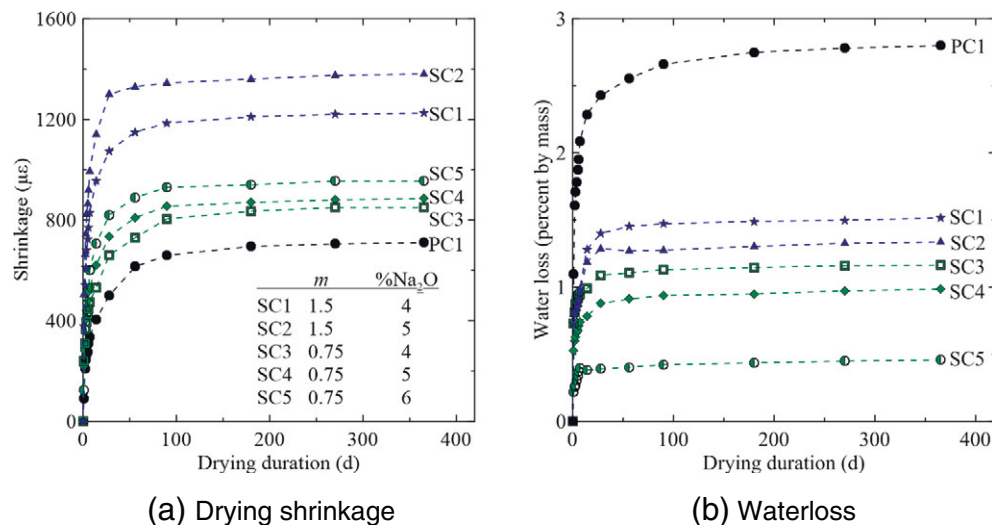 1600
1200
800
400
0
Shrinkage (με)
SC2
SC1
SC5
SC4
SC3
PC1
m %Na2O
SC1 1.5 4
SC2 1.5 5
SC3 0.75 4
SC4 0.75 5
SC5 0.75 6
0 100 200 300 400
Drying duration (d)
(a) Drying shrinkage
3
2
1
0
Water loss (percent by mass)
PC1
SC1
SC2
SC3
SC4
SC5
0 100 200 300 400
Drying duration (d)
(b) Waterloss